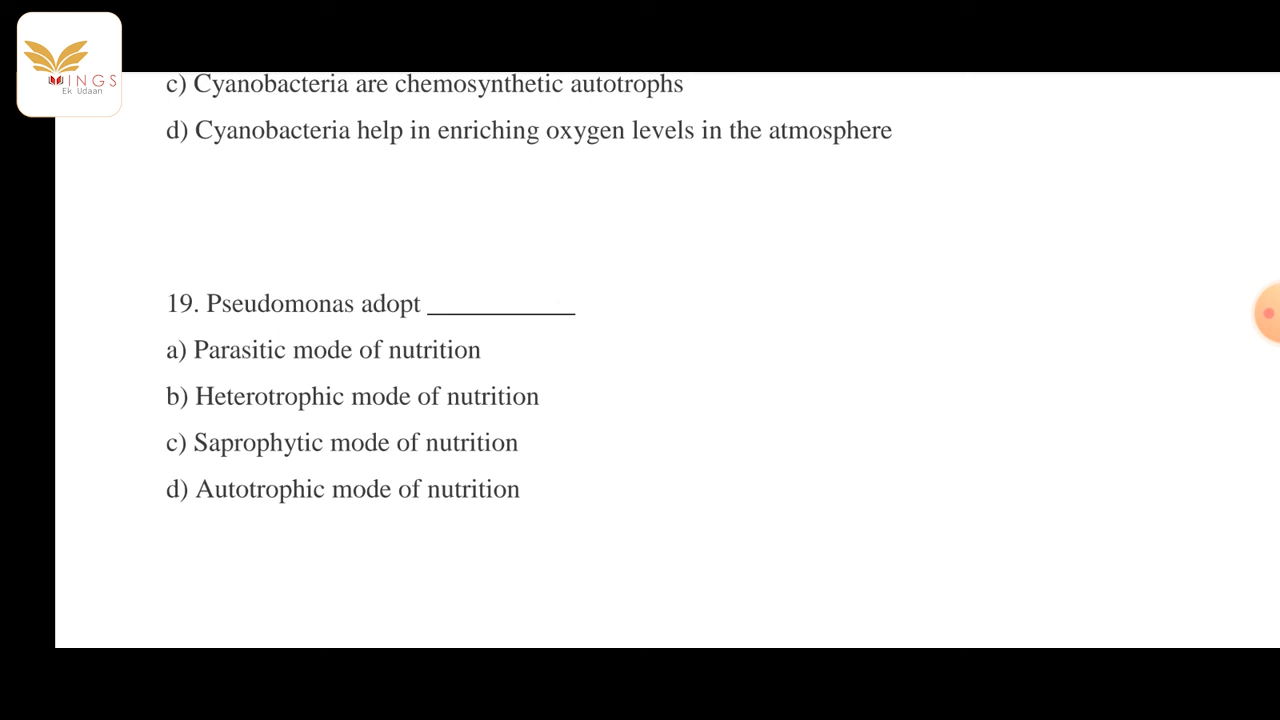 WINGS
Ek Udaan
c) Cyanobacteria are chemosynthetic autotrophs
d) Cyanobacteria help in enriching oxygen levels in the atmosphere
19. Pseudomonas adopt ___________
a) Parasitic mode of nutrition
b) Heterotrophic mode of nutrition
c) Saprophytic mode of nutrition
d) Autotrophic mode of nutrition